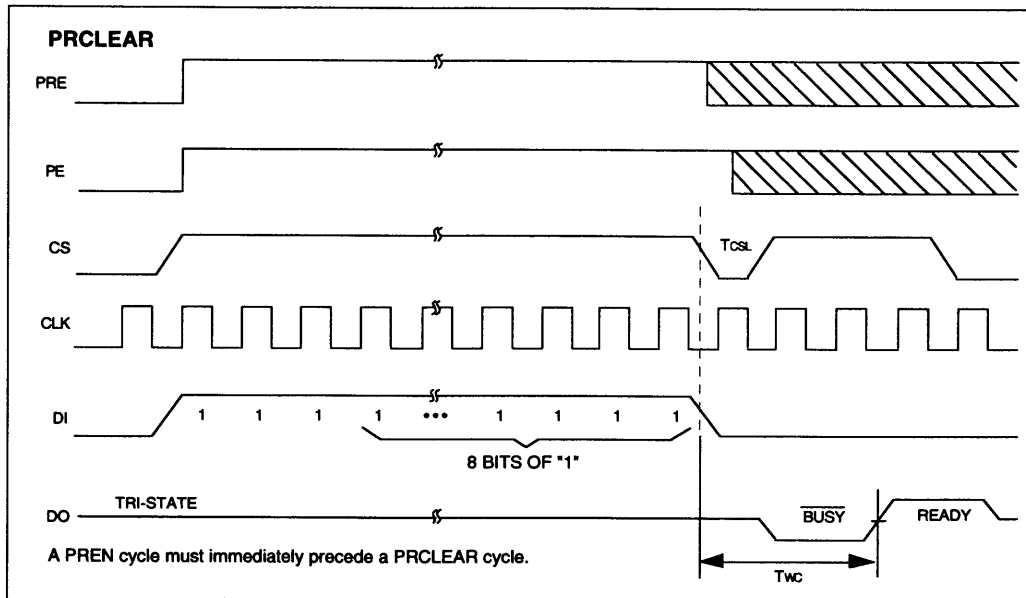 PRCLEAR
PRE
PE
CS
TCSL
CLK
DI
1 1 1 1 ••• 1 1 1 1
8 BITS OF "1"
TRI-STATE
DO
BUSY
READY
A PREN cycle must immediately precede a PRCLEAR cycle.
TWC